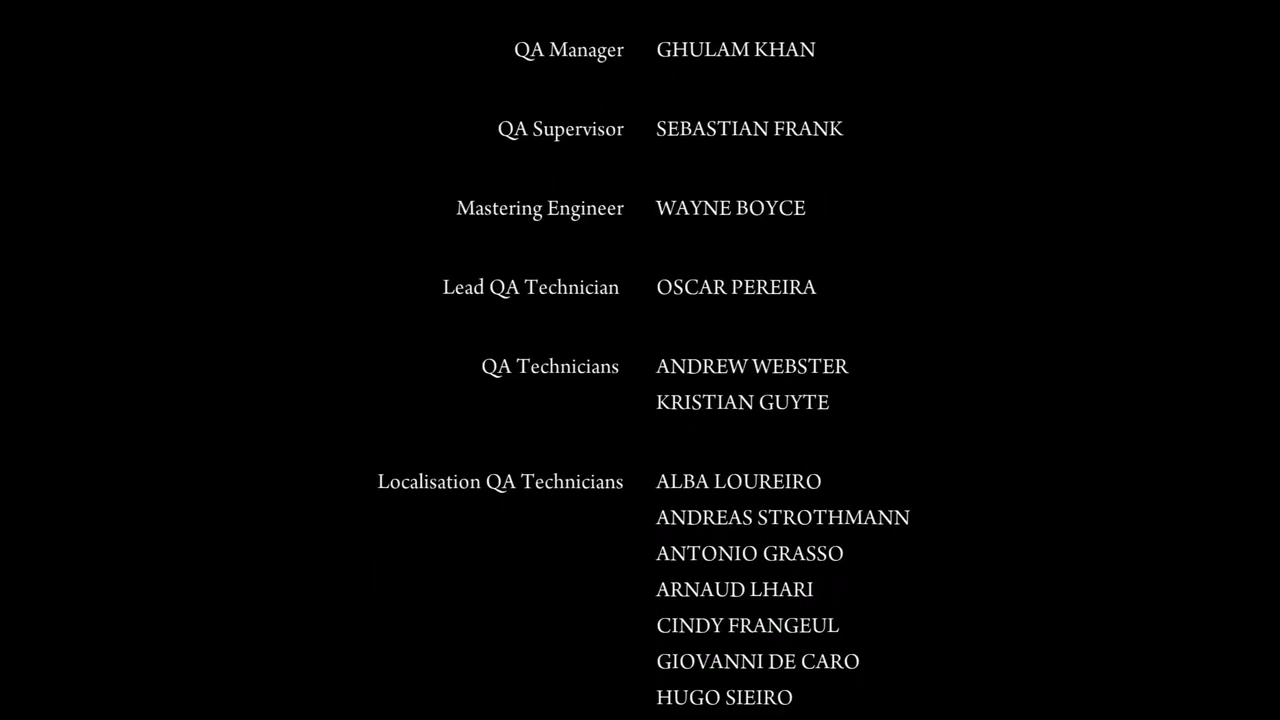 QA Manager GHULAM KHAN
QA Supervisor SEBASTIAN FRANK
Mastering Engineer WAYNE BOYCE
Lead QA Technician OSCAR PEREIRA
QA Technicians ANDREW WEBSTER
KRISTIAN GUYTE
Localisation QA Technicians ALBA LOUREIRO
ANDREAS STROTHMANN
ANTONIO GRASSO
ARNAUD LHARI
CINDY FRANGEUL
GIOVANNI DE CARO
HUGO SIEIRO